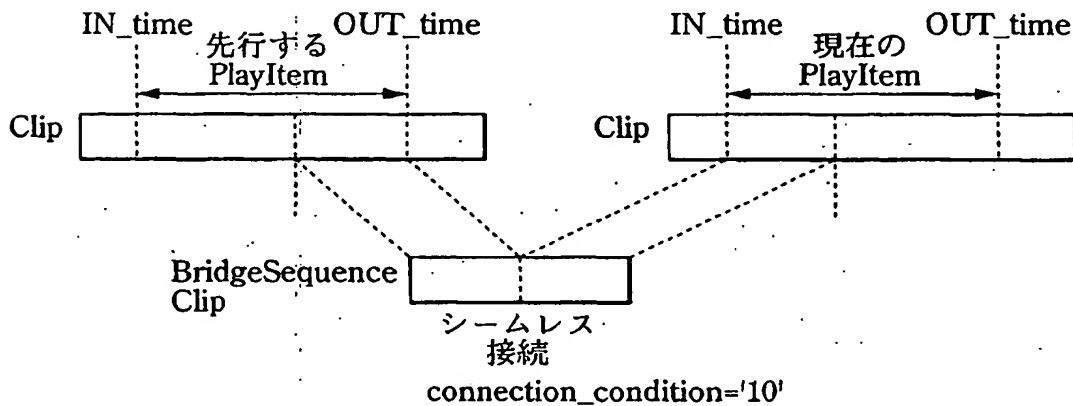 IN_time
OUT_time
先行する
PlayItem
Clip
IN_time
OUT_time
現在の
PlayItem
Clip
BridgeSequence
Clip
シームレス
接続
connection_condition='10'